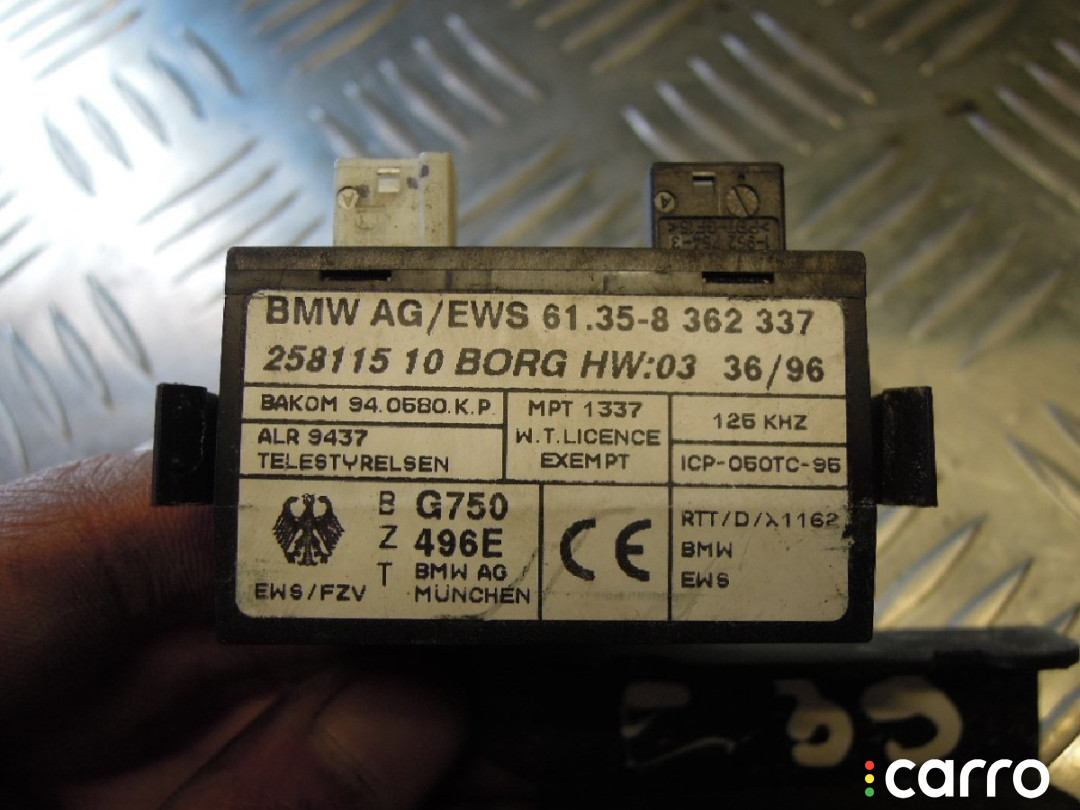 BMW AG/EWS 61.35-8 362 337
258115 10 BORG HW:03 36/96
BAKOM 94.0580.K.P.
MPT 1337
W.T.LICENCE
EXEMPT
125 KHZ
ALR 9437
TELESTYRELSEN
ICP-050TC-95
EWS/FZV
B
Z
T
G750
496E
BMW AG
MÜNCHEN
CE
RTT/D/λ1162
BMW
EWS
carro